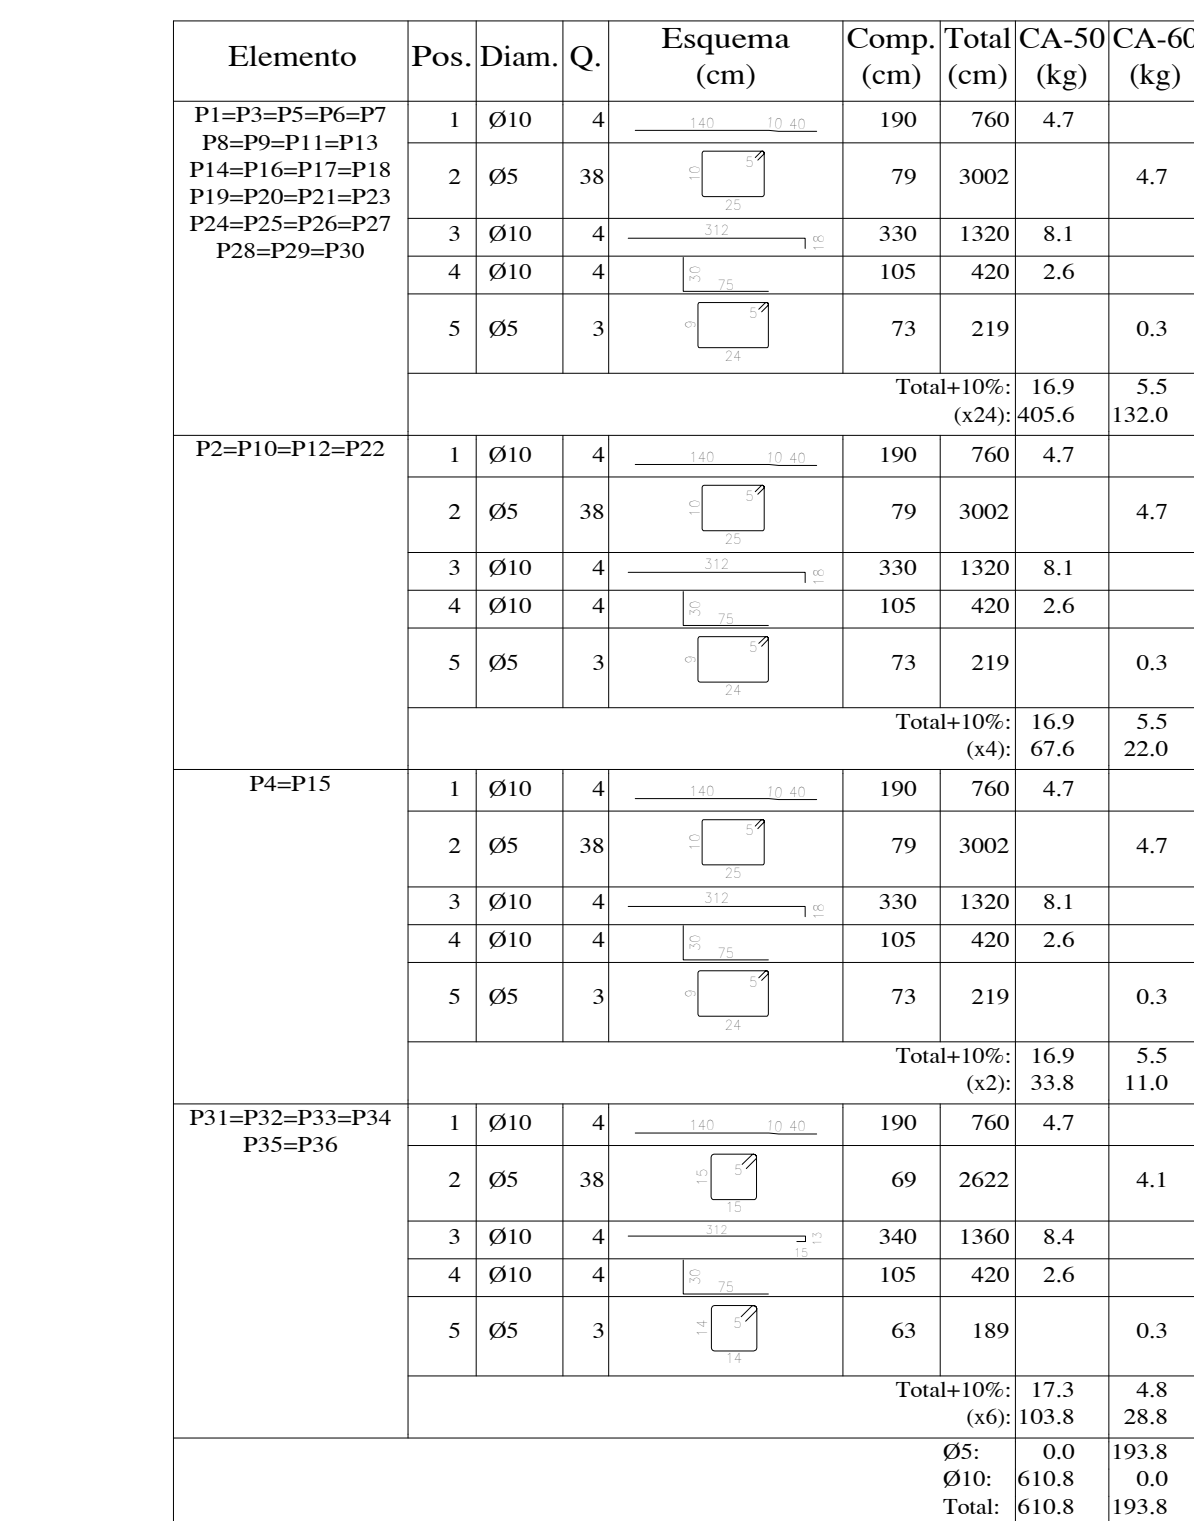 Elemento Pos. Diam. Q. Esquema (cm) Comp. (cm) Total (cm) CA-50 (kg) CA-60 (kg)
P1=P3=P5=P6=P7
P8=P9=P11=P13
P14=P16=P17=P18
P19=P20=P21=P23
P24=P25=P26=P27
P28=P29=P30
1 Ø10 4 140 10 40 190 760 4.7
2 Ø5 38 10 5 25 79 3002 4.7
3 Ø10 4 312 18 330 1320 8.1
4 Ø10 4 30 75 105 420 2.6
5 Ø5 3 9 5 24 73 219 0.3
Total+10%: 16.9 5.5
(x24): 405.6 132.0
P2=P10=P12=P22
1 Ø10 4 140 10 40 190 760 4.7
2 Ø5 38 10 5 25 79 3002 4.7
3 Ø10 4 312 18 330 1320 8.1
4 Ø10 4 30 75 105 420 2.6
5 Ø5 3 9 5 24 73 219 0.3
Total+10%: 16.9 5.5
(x4): 67.6 22.0
P4=P15
1 Ø10 4 140 10 40 190 760 4.7
2 Ø5 38 10 5 25 79 3002 4.7
3 Ø10 4 312 18 330 1320 8.1
4 Ø10 4 30 75 105 420 2.6
5 Ø5 3 9 5 24 73 219 0.3
Total+10%: 16.9 5.5
(x2): 33.8 11.0
P31=P32=P33=P34
P35=P36
1 Ø10 4 140 10 40 190 760 4.7
2 Ø5 38 15 5 15 69 2622 4.1
3 Ø10 4 312 15 13 340 1360 8.4
4 Ø10 4 30 75 105 420 2.6
5 Ø5 3 14 5 14 63 189 0.3
Total+10%: 17.3 4.8
(x6): 103.8 28.8
Ø5: 0.0 193.8
Ø10: 610.8 0.0
Total: 610.8 193.8